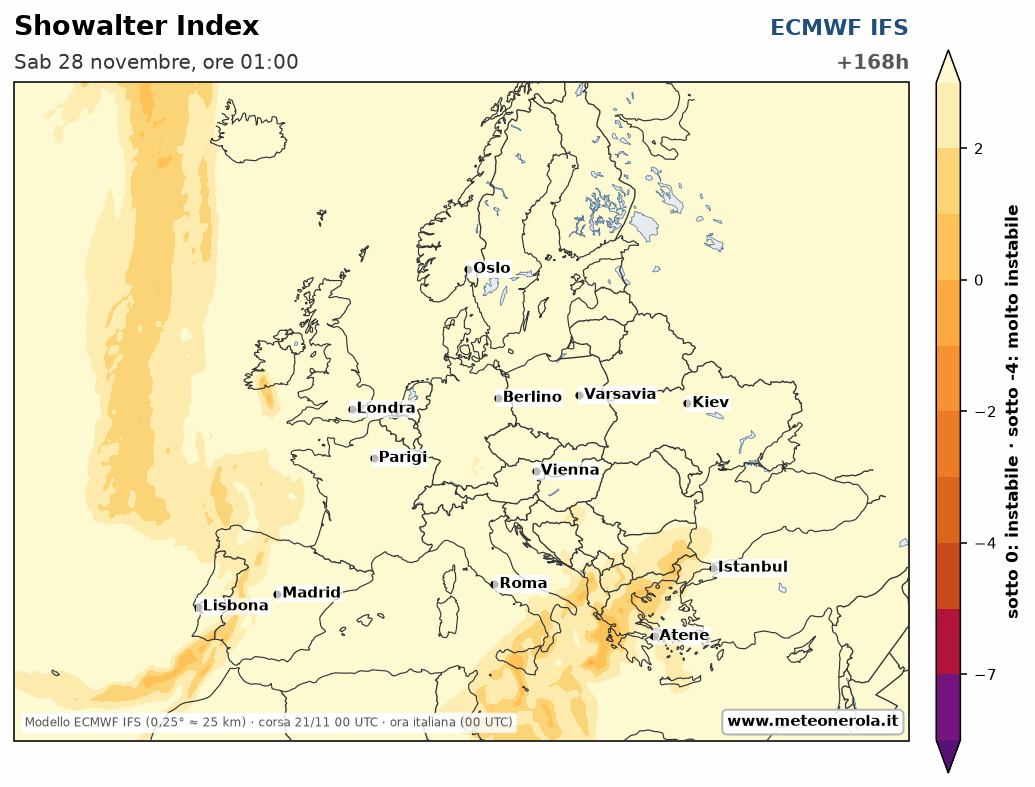 Showalter Index
ECMWF IFS
Sab 28 novembre, ore 01:00
+168h
2
0
−2
−4
−7
sotto 0: instabile · sotto -4: molto instabile
Oslo
Londra
Berlino
Varsavia
Kiev
Parigi
Vienna
Istanbul
Roma
Madrid
Lisbona
Atene
Modello ECMWF IFS (0,25° ≈ 25 km) · corsa 21/11 00 UTC · ora italiana (00 UTC)
www.meteonerola.it